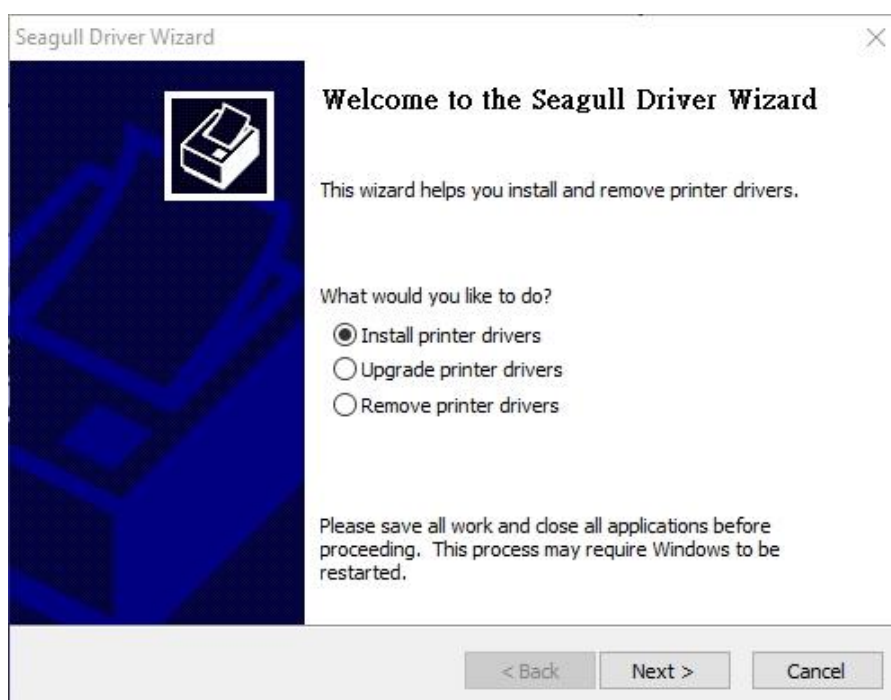 Seagull Driver Wizard
Welcome to the Seagull Driver Wizard
This wizard helps you install and remove printer drivers.
What would you like to do?
Install printer drivers
Upgrade printer drivers
Remove printer drivers
Please save all work and close all applications before
proceeding. This process may require Windows to be
restarted.
< Back Next > Cancel